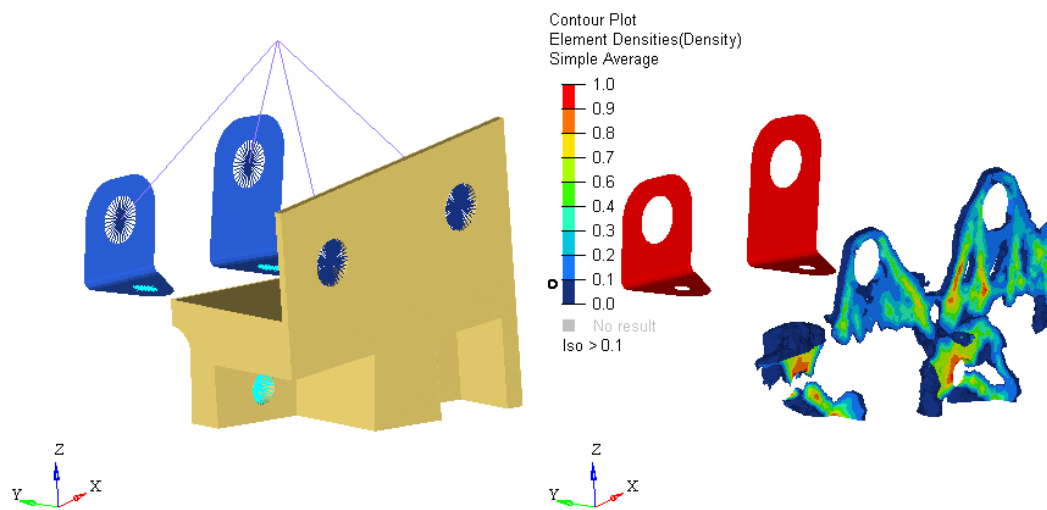 Contour Plot
Element Densities(Density)
Simple Average
1.0
0.9
0.8
0.7
0.6
0.4
0.3
0.2
0.1
0.0
No result
Iso > 0.1
Z
X
Y
Z
X
Y